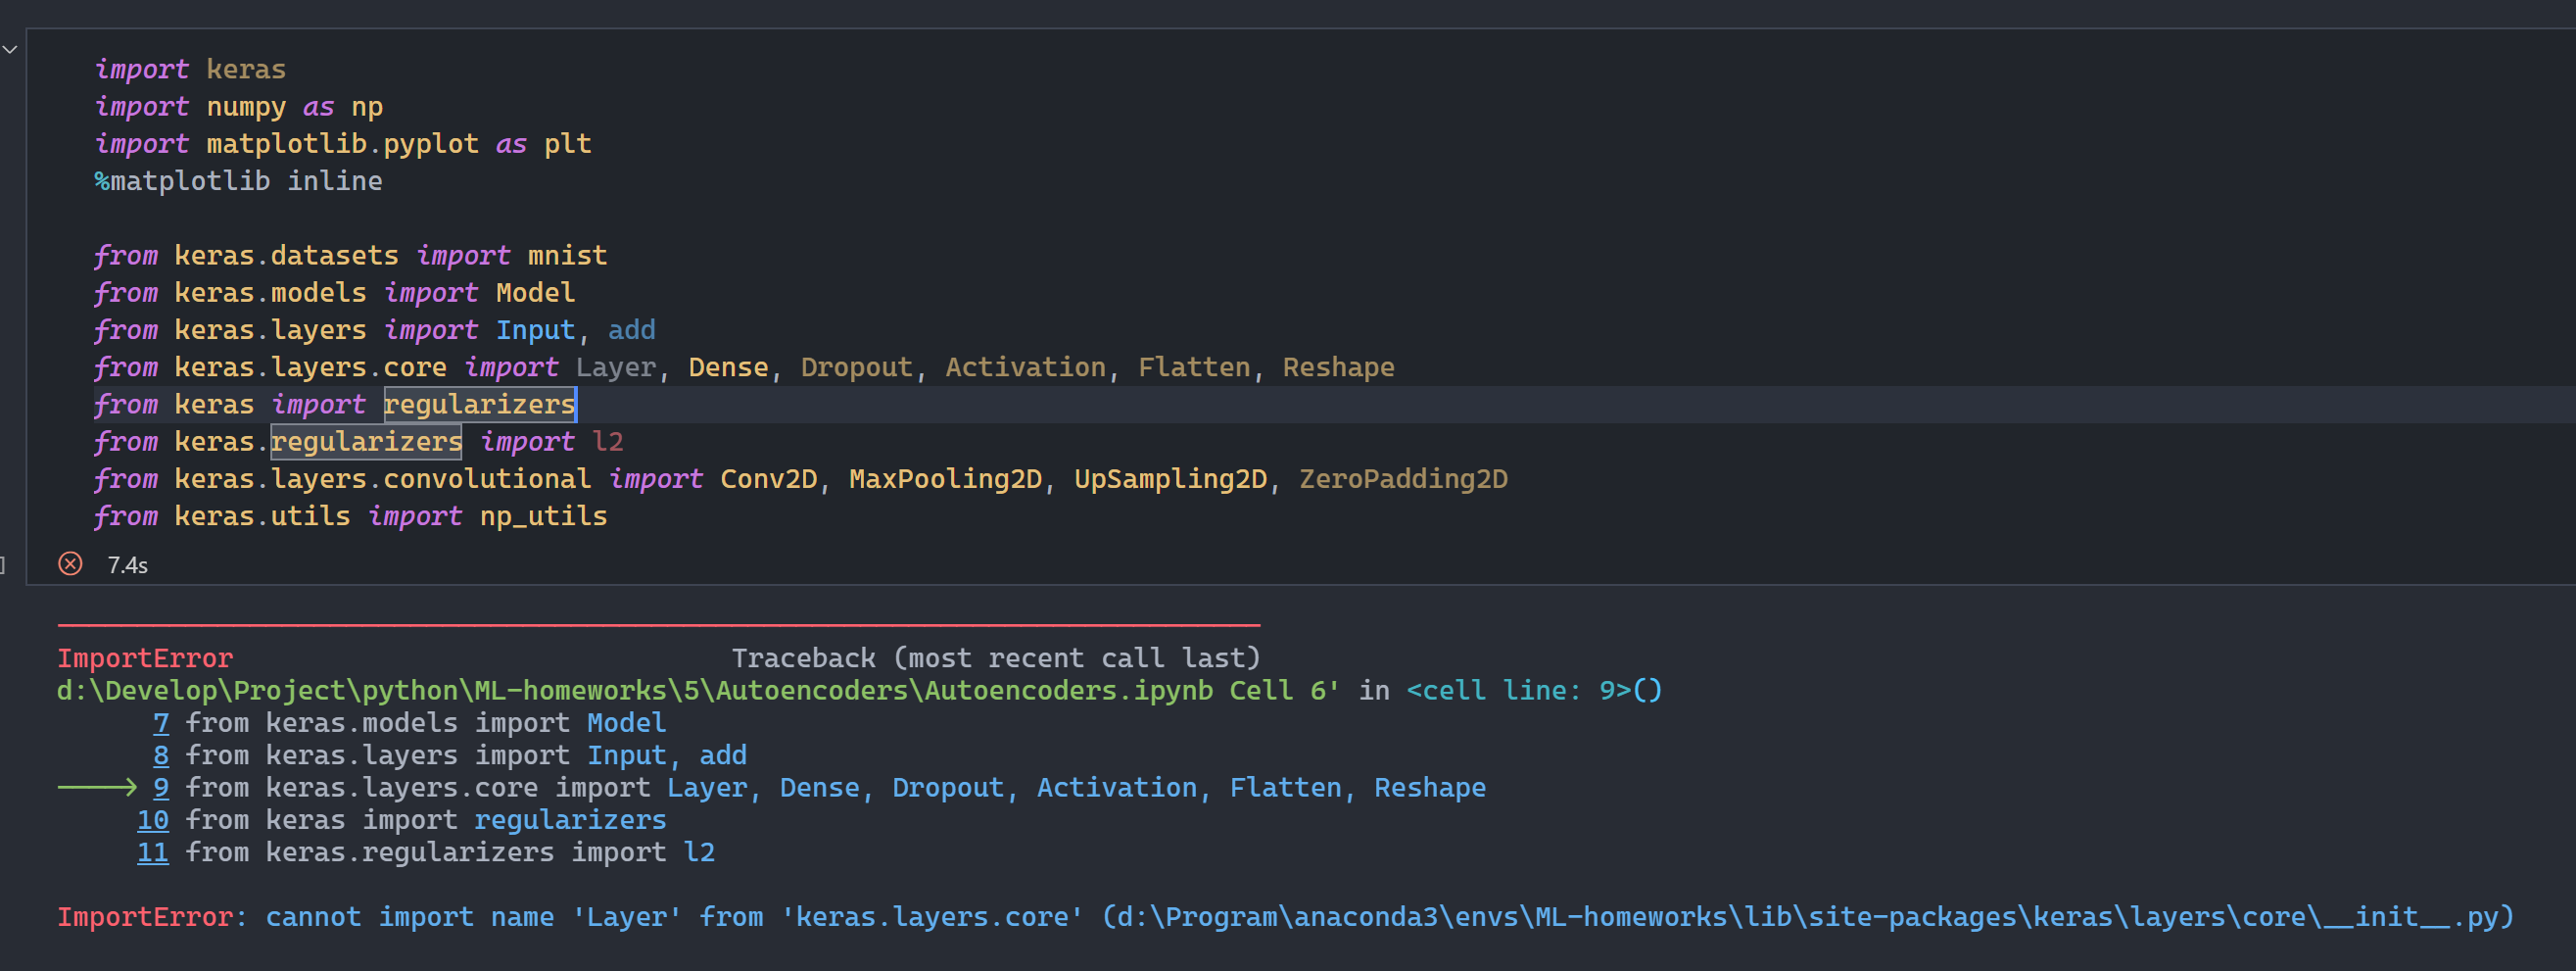 import keras
import numpy as np
import matplotlib.pyplot as plt
%matplotlib inline
from keras.datasets import mnist
from keras.models import Model
from keras.layers import Input, add
from keras.layers.core import Layer, Dense, Dropout, Activation, Flatten, Reshape
from keras import regularizers
from keras.regularizers import l2
from keras.layers.convolutional import Conv2D, MaxPooling2D, UpSampling2D, ZeroPadding2D
from keras.utils import np_utils
7.4s
ImportError Traceback (most recent call last)
d:\Develop\Project\python\ML-homeworks\5\Autoencoders\Autoencoders.ipynb Cell 6' in <cell line: 9>()
7 from keras.models import Model
8 from keras.layers import Input, add
----> 9 from keras.layers.core import Layer, Dense, Dropout, Activation, Flatten, Reshape
10 from keras import regularizers
11 from keras.regularizers import l2
ImportError: cannot import name 'Layer' from 'keras.layers.core' (d:\Program\anaconda3\envs\ML-homeworks\lib\site-packages\keras\layers\core\__init__.py)